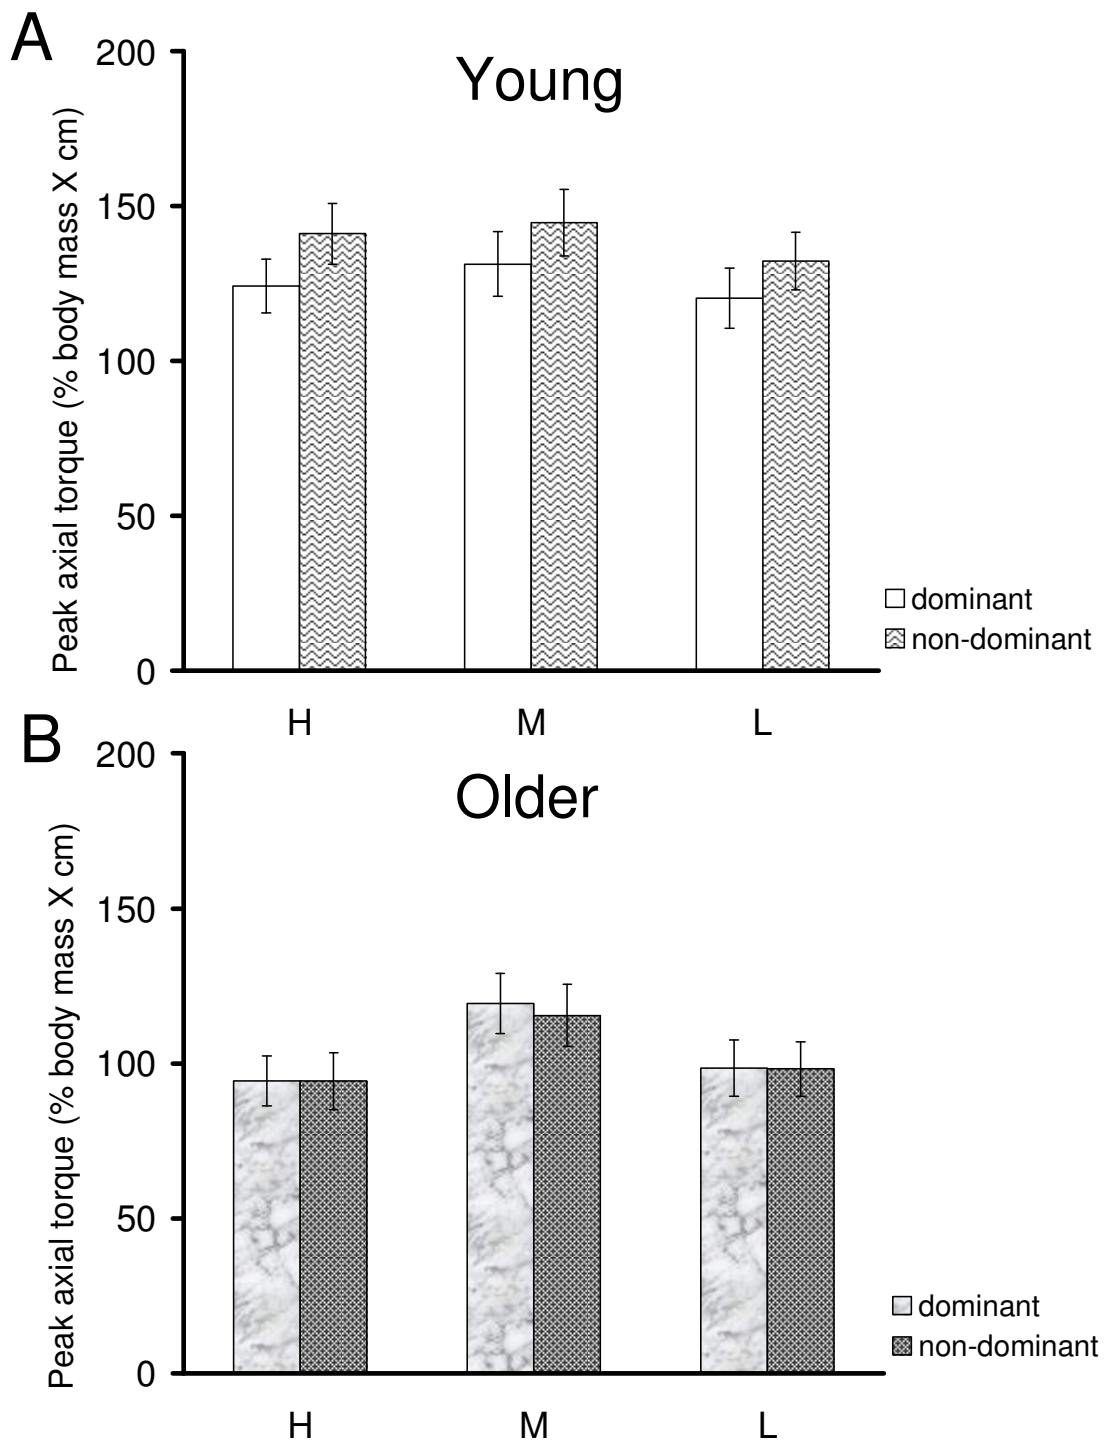 A
Young
Peak axial torque (% body mass X cm)
200
150
100
50
0
H M L
dominant
non-dominant
B
Older
Peak axial torque (% body mass X cm)
200
150
100
50
0
H M L
dominant
non-dominant